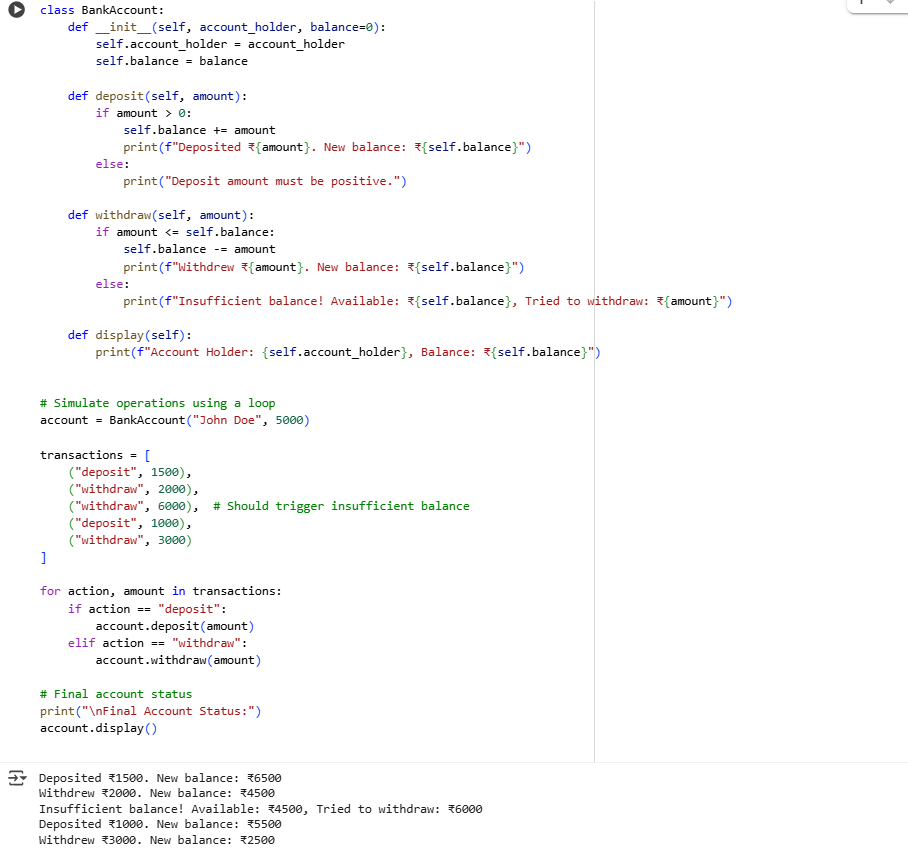 class BankAccount:
    def __init__(self, account_holder, balance=0):
        self.account_holder = account_holder
        self.balance = balance

    def deposit(self, amount):
        if amount > 0:
            self.balance += amount
            print(f"Deposited ₹{amount}. New balance: ₹{self.balance}")
        else:
            print("Deposit amount must be positive.")

    def withdraw(self, amount):
        if amount <= self.balance:
            self.balance -= amount
            print(f"Withdrew ₹{amount}. New balance: ₹{self.balance}")
        else:
            print(f"Insufficient balance! Available: ₹{self.balance}, Tried to withdraw: ₹{amount}")

    def display(self):
        print(f"Account Holder: {self.account_holder}, Balance: ₹{self.balance}")


# Simulate operations using a loop
account = BankAccount("John Doe", 5000)

transactions = [
    ("deposit", 1500),
    ("withdraw", 2000),
    ("withdraw", 6000),  # Should trigger insufficient balance
    ("deposit", 1000),
    ("withdraw", 3000)
]

for action, amount in transactions:
    if action == "deposit":
        account.deposit(amount)
    elif action == "withdraw":
        account.withdraw(amount)

# Final account status
print("\nFinal Account Status:")
account.display()

Deposited ₹1500. New balance: ₹6500
Withdrew ₹2000. New balance: ₹4500
Insufficient balance! Available: ₹4500, Tried to withdraw: ₹6000
Deposited ₹1000. New balance: ₹5500
Withdrew ₹3000. New balance: ₹2500